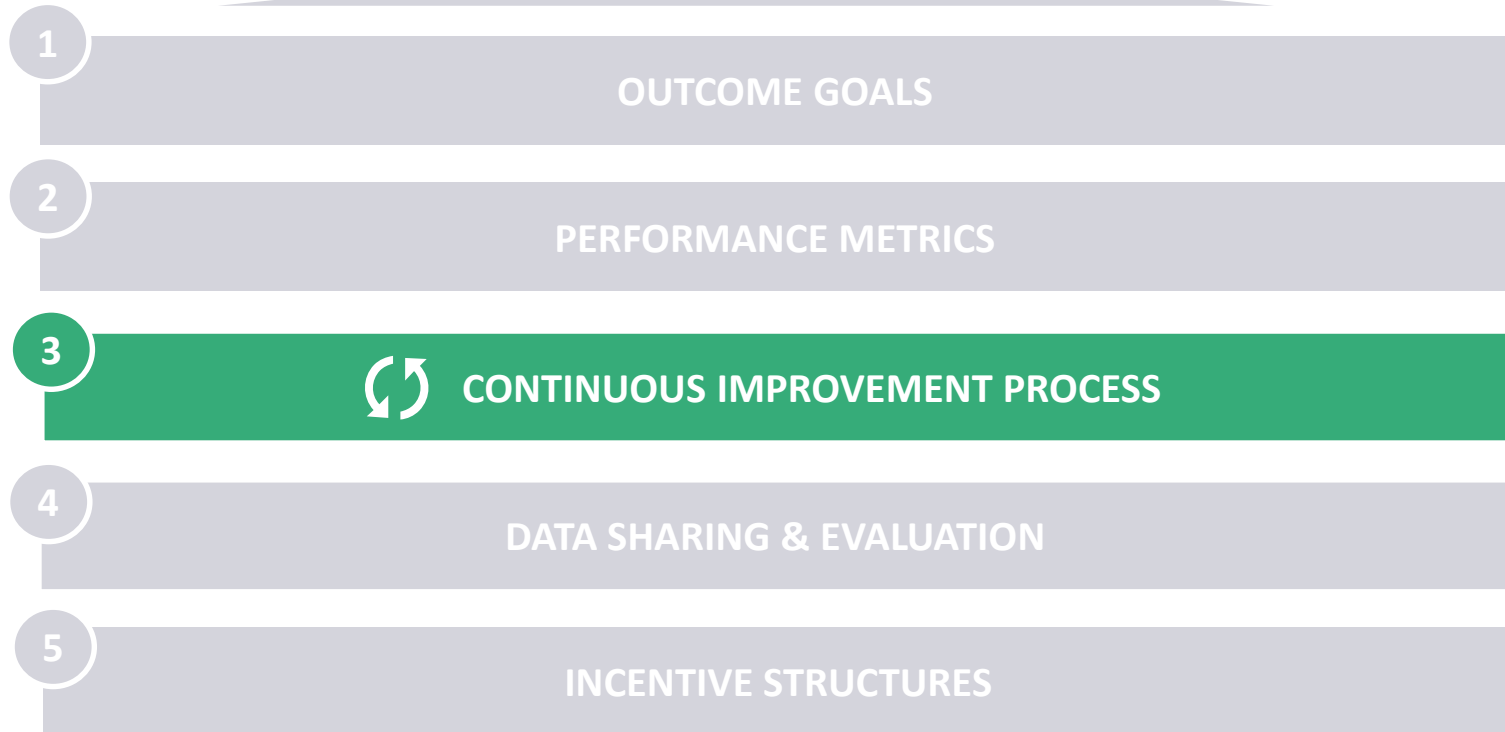 1
OUTCOME GOALS
2
PERFORMANCE METRICS
3
CONTINUOUS IMPROVEMENT PROCESS
4
DATA SHARING & EVALUATION
5
INCENTIVE STRUCTURES